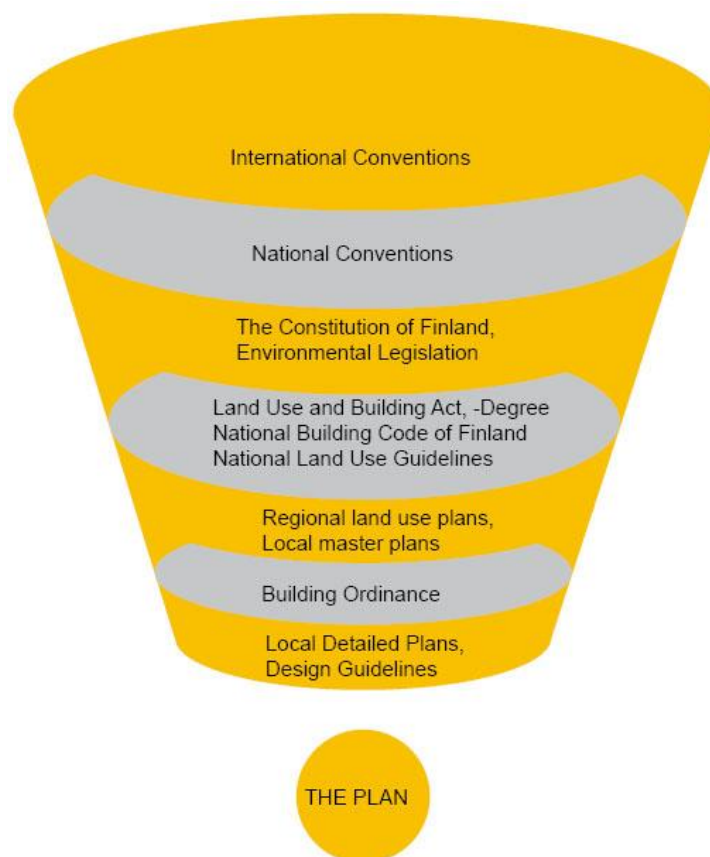 International Conventions
National Conventions
The Constitution of Finland,
Environmental Legislation
Land Use and Building Act, -Degree
National Building Code of Finland
National Land Use Guidelines
Regional land use plans,
Local master plans
Building Ordinance
Local Detailed Plans,
Design Guidelines
THE PLAN